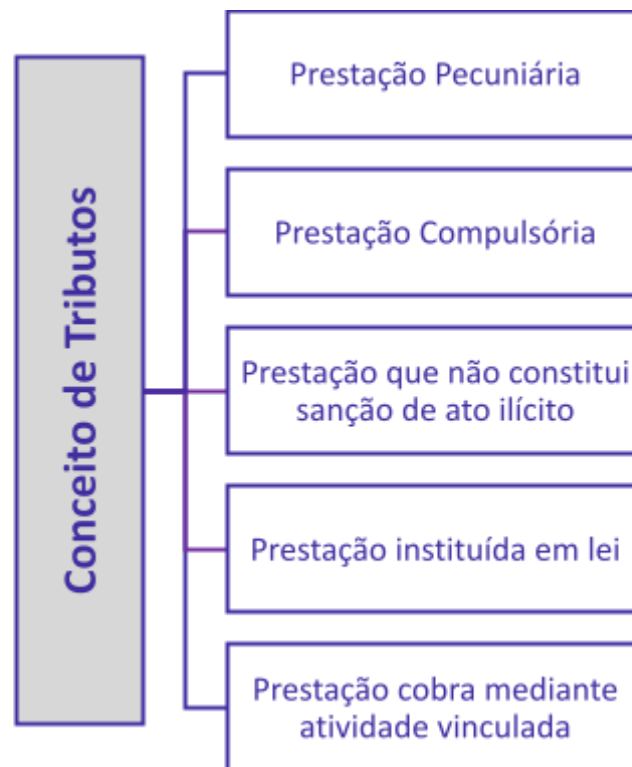 Conceito de Tributos
Prestação Pecuniária
Prestação Compulsória
Prestação que não constitui
sanção de ato ilícito
Prestação instituída em lei
Prestação cobra mediante
atividade vinculada